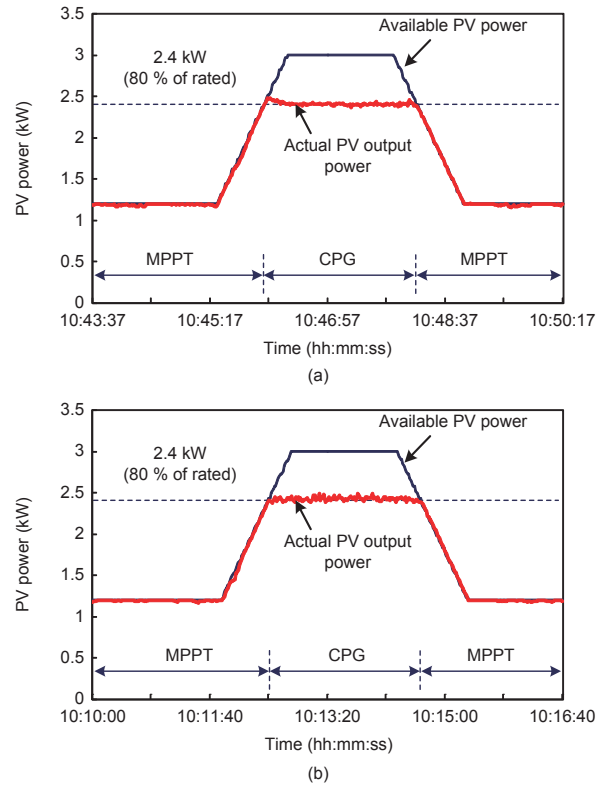 3.5
3
2.5
2
1.5
1
0.5
0
PV power (kW)
2.4 kW
(80 % of rated)
Available PV power
Actual PV output
power
MPPT
CPG
MPPT
10:43:37
10:45:17
10:46:57
10:48:37
10:50:17
Time (hh:mm:ss)
(a)
3.5
3
2.5
2
1.5
1
0.5
0
PV power (kW)
2.4 kW
(80 % of rated)
Available PV power
Actual PV output
power
MPPT
CPG
MPPT
10:10:00
10:11:40
10:13:20
10:15:00
10:16:40
Time (hh:mm:ss)
(b)